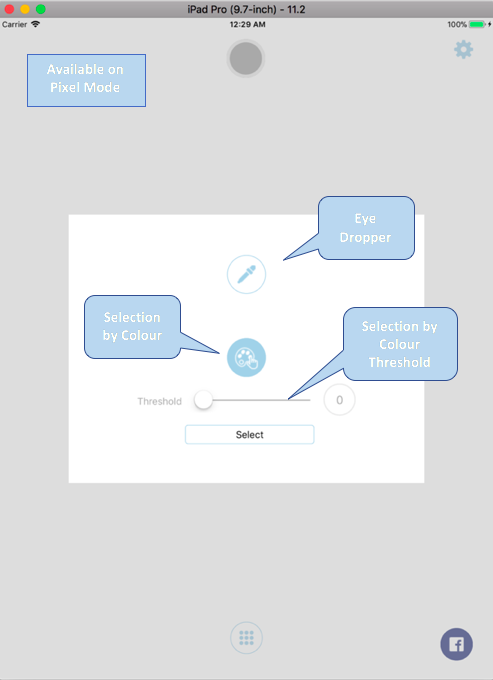 iPad Pro (9.7-inch) - 11.2
Carrier
12:29 AM
100%
Available on
Pixel Mode
Eye
Dropper
Selection
by Colour
Selection by
Colour
Threshold
Threshold
0
Select